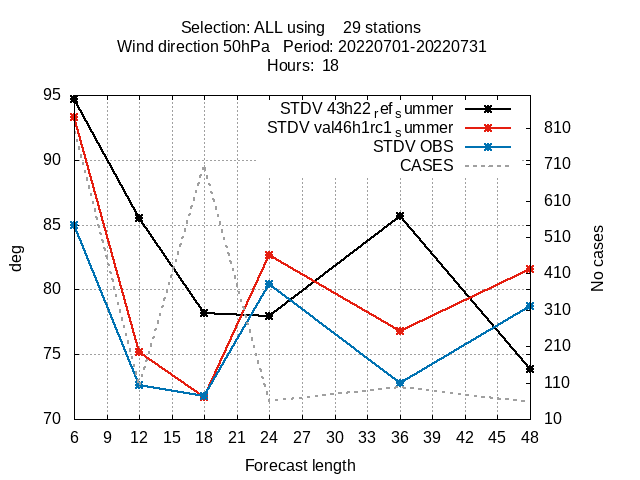 Selection: ALL using    29 stations
Wind direction 50hPa   Period: 20220701-20220731
Hours:  18
STDV 43h22 ref summer
STDV val46h1rc1 summer
STDV OBS
CASES
95
90
85
80
75
70
deg
810
710
610
510
410
310
210
110
10
No cases
6 9 12 15 18 21 24 27 30 33 36 39 42 45 48
Forecast length